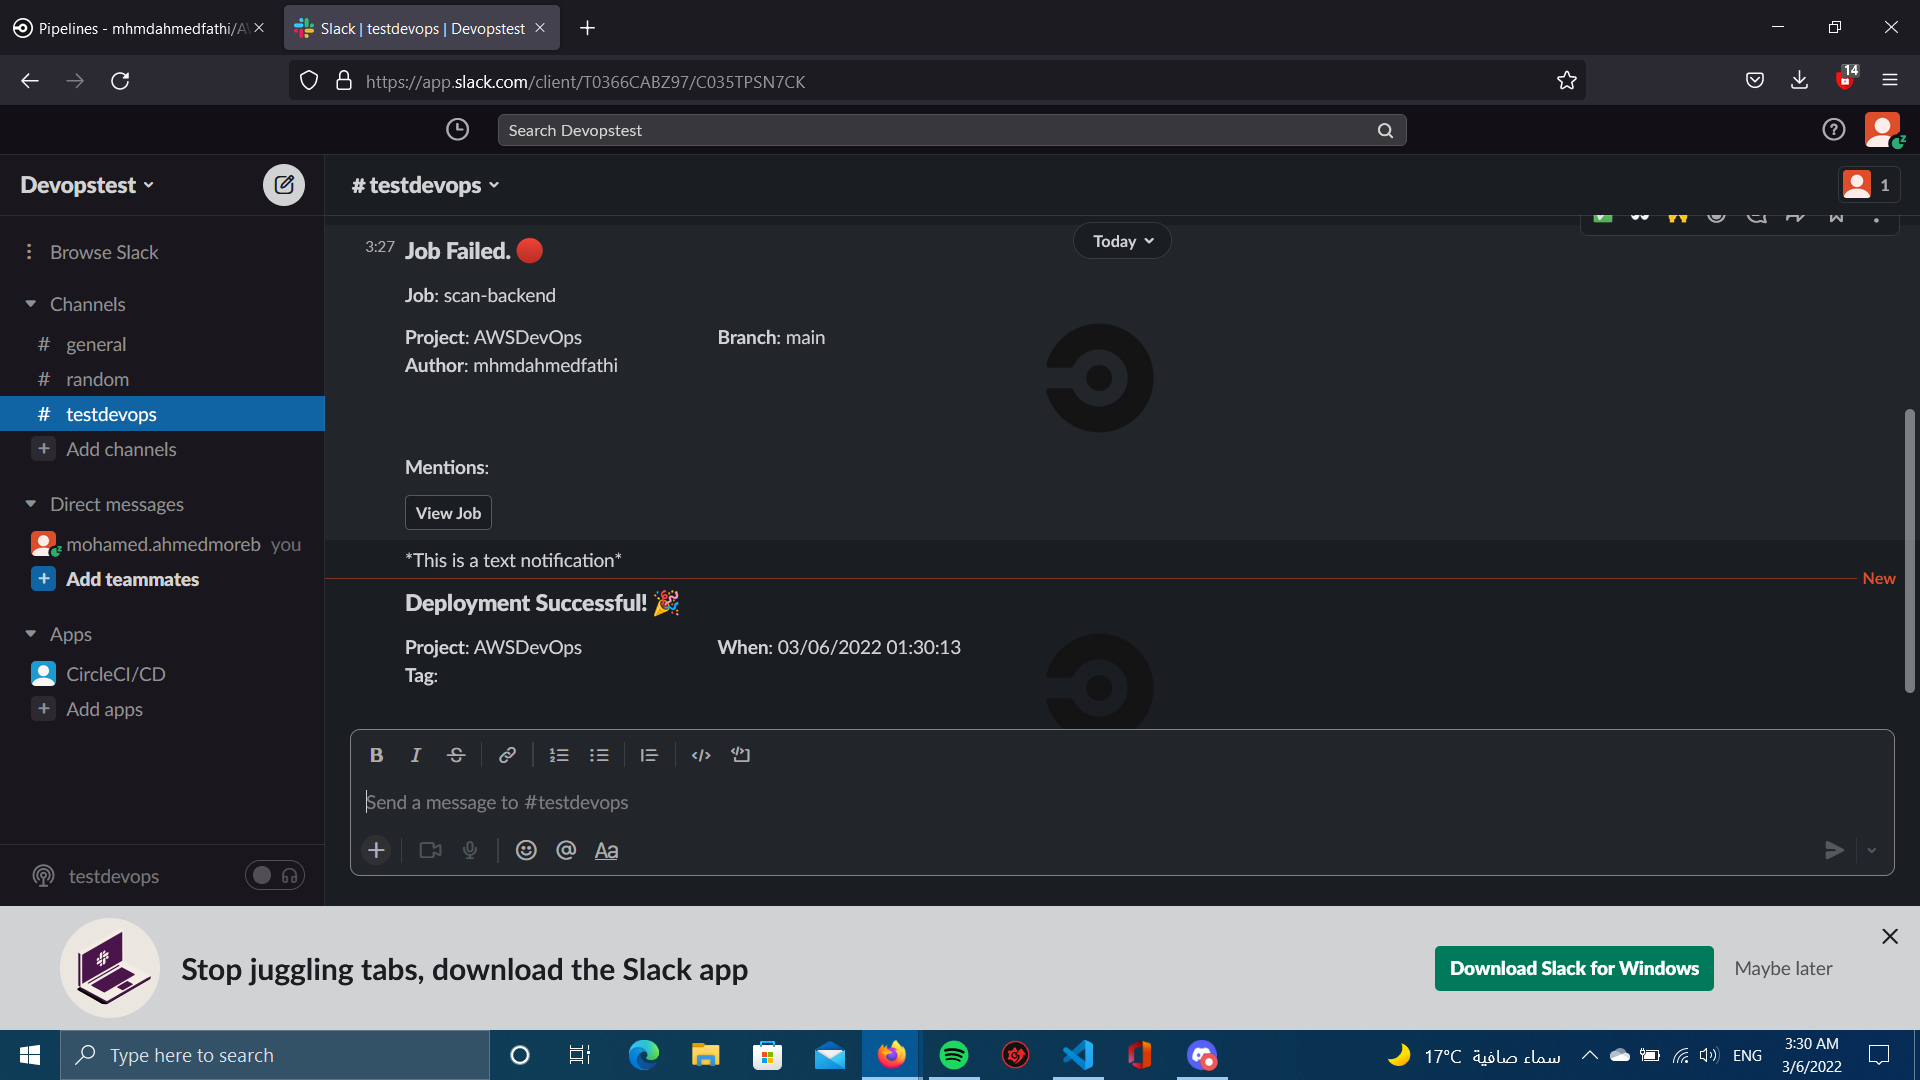 Pipelines - mhmdahmedfathi/A
Slack | testdevops | Devopstest
https://app.slack.com/client/T0366CABZ97/C035TPSN7CK
14
Search Devopstest
Devopstest
# testdevops
1
Browse Slack
Channels
# general
# random
# testdevops
Add channels
Direct messages
mohamed.ahmedmoreb you
Add teammates
Apps
CircleCI/CD
Add apps
testdevops
Today
3:27 Job Failed.
Job: scan-backend
Project: AWSDevOps Branch: main
Author: mhmdahmedfathi
Mentions:
View Job
*This is a text notification*
New
Deployment Successful! 🎉
Project: AWSDevOps When: 03/06/2022 01:30:13
Tag:
Send a message to #testdevops
Aa
Stop juggling tabs, download the Slack app
Download Slack for Windows
Maybe later
Type here to search
17°C سماء صافية
ENG
3:30 AM
3/6/2022